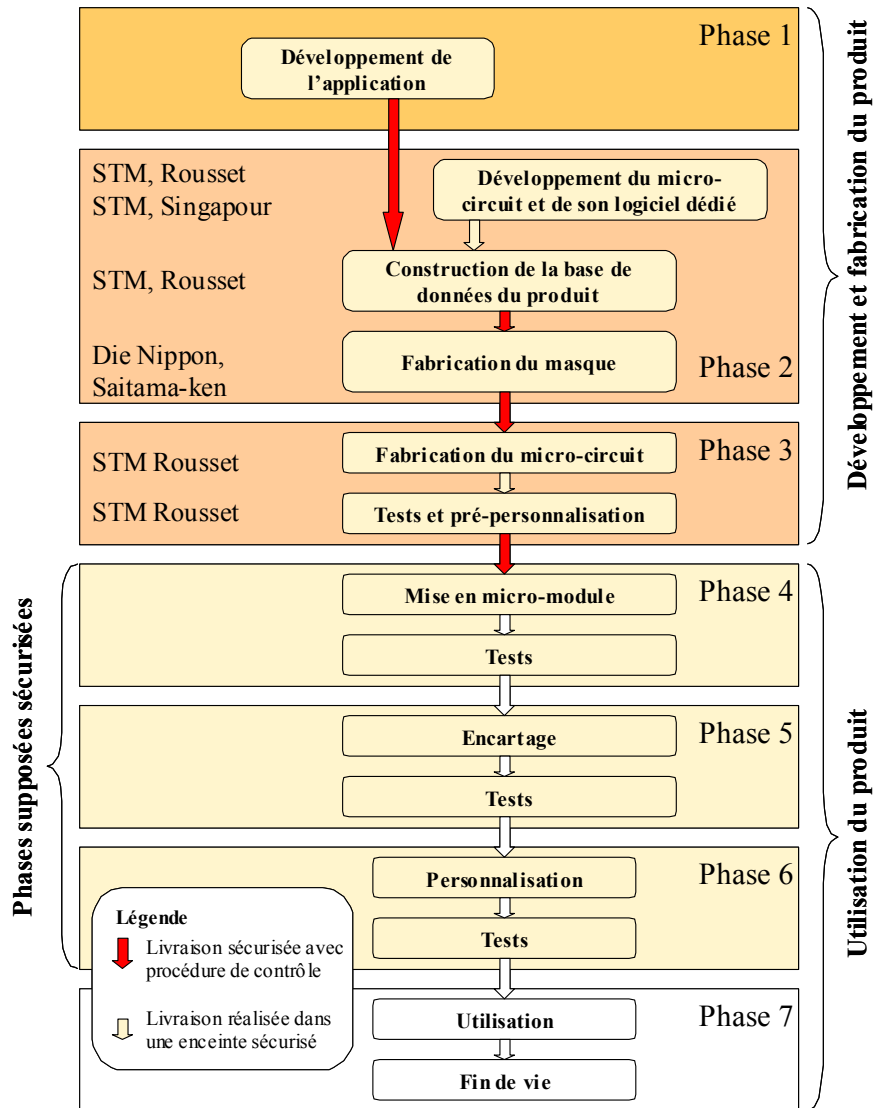 Phase 1
Développement de
l'application
Développement et fabrication du produit
STM, Rousset
STM, Singapour
Développement du micro-
circuit et de son logiciel dédié
STM, Rousset
Construction de la base de
données du produit
Die Nippon,
Saitama-ken
Fabrication du masque
Phase 2
STM Rousset
Fabrication du micro-circuit
Phase 3
STM Rousset
Tests et pré-personnalisation
Phases supposées sécurisées
Mise en micro-module
Phase 4
Tests
Utilisation du produit
Encartage
Phase 5
Tests
Personnalisation
Phase 6
Tests
Légende
Livraison sécurisée avec
procédure de contrôle
Livraison réalisée dans
une enceinte sécurisé
Utilisation
Phase 7
Fin de vie